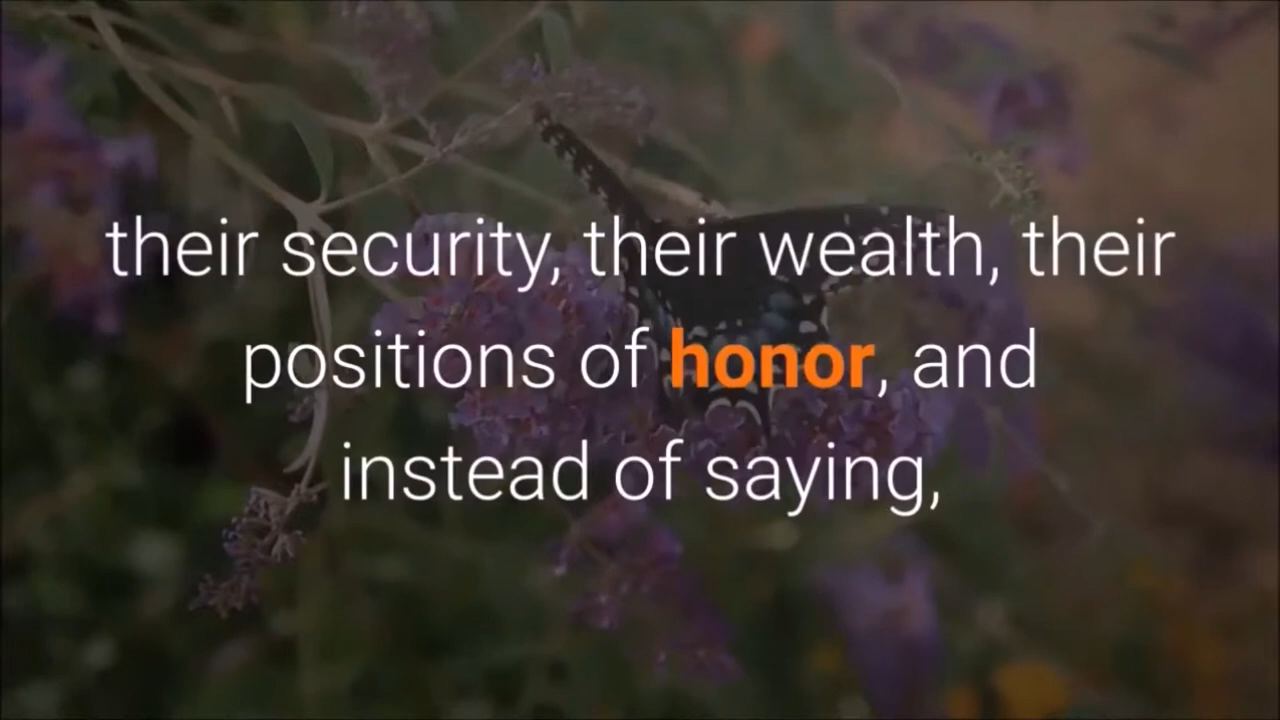 their security, their wealth, their
positions of honor, and
instead of saying,